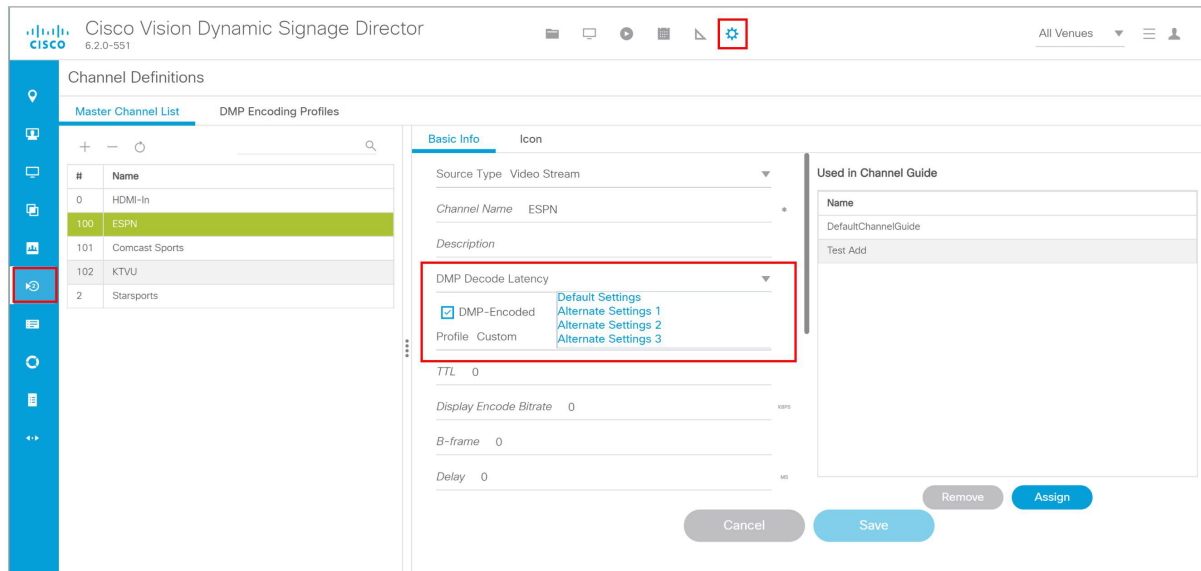 Cisco Vision Dynamic Signage Director
CISCO
6.2.0-551
All Venues
Channel Definitions
Master Channel List
DMP Encoding Profiles
# Name
0 HDMI-In
100 ESPN
101 Comcast Sports
102 KTVU
2 Starsports
Basic Info
Icon
Source Type Video Stream
Channel Name ESPN *
Description
DMP Decode Latency
Default Settings
DMP-Encoded Alternate Settings 1
Alternate Settings 2
Profile Custom Alternate Settings 3
TTL 0
Display Encode Bitrate 0 KBPS
B-frame 0
Delay 0 MS
Used in Channel Guide
Name
DefaultChannelGuide
Test Add
Remove
Assign
Cancel
Save